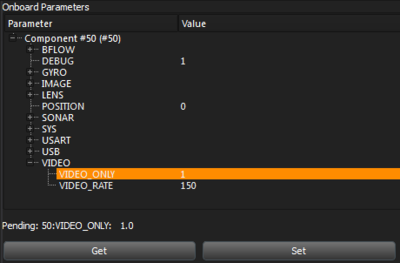 Onboard Parameters
Parameter Value
Component #50 (#50)
BFLOW
DEBUG 1
GYRO
IMAGE
LENS
POSITION 0
SONAR
SYS
USART
USB
VIDEO
VIDEO_ONLY 1
VIDEO_RATE 150
Pending: 50:VIDEO_ONLY: 1.0
Get Set